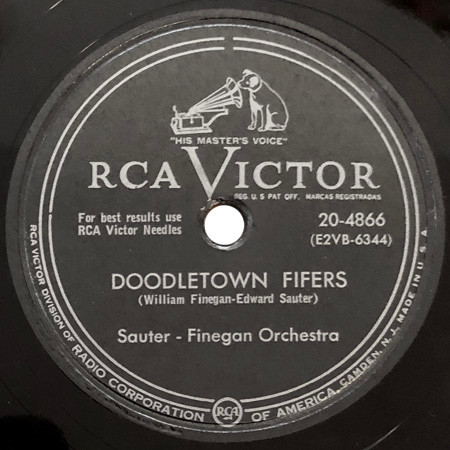 "HIS MASTER'S VOICE"
RCA VICTOR
REG. U.S PAT OFF. MARCAS REGISTRADAS
For best results use
RCA Victor Needles
20-4866
(E2VB-6344)
DOODLETOWN FIFERS
(William Finegan-Edward Sauter)
Sauter - Finegan Orchestra
RCA VICTOR DIVISION OF RADIO CORPORATION OF AMERICA, CAMDEN, N. J. MADE IN U. S. A.
RCA